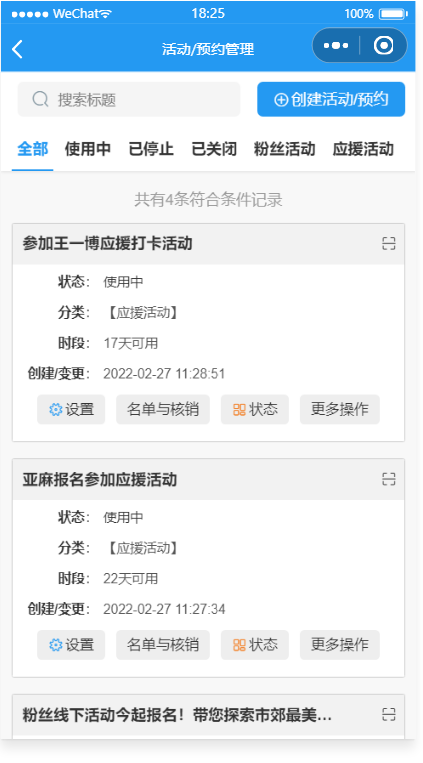 WeChat 18:25 100%
活动/预约管理
搜索标题 创建活动/预约
全部 使用中 已停止 已关闭 粉丝活动 应援活动
共有4条符合条件记录
参加王一博应援打卡活动
状态: 使用中
分类: 【应援活动】
时段: 17天可用
创建/变更: 2022-02-27 11:28:51
设置 名单与核销 状态 更多操作
亚麻报名参加应援活动
状态: 使用中
分类: 【应援活动】
时段: 22天可用
创建/变更: 2022-02-27 11:27:34
设置 名单与核销 状态 更多操作
粉丝线下活动今起报名！带您探索市郊最美...